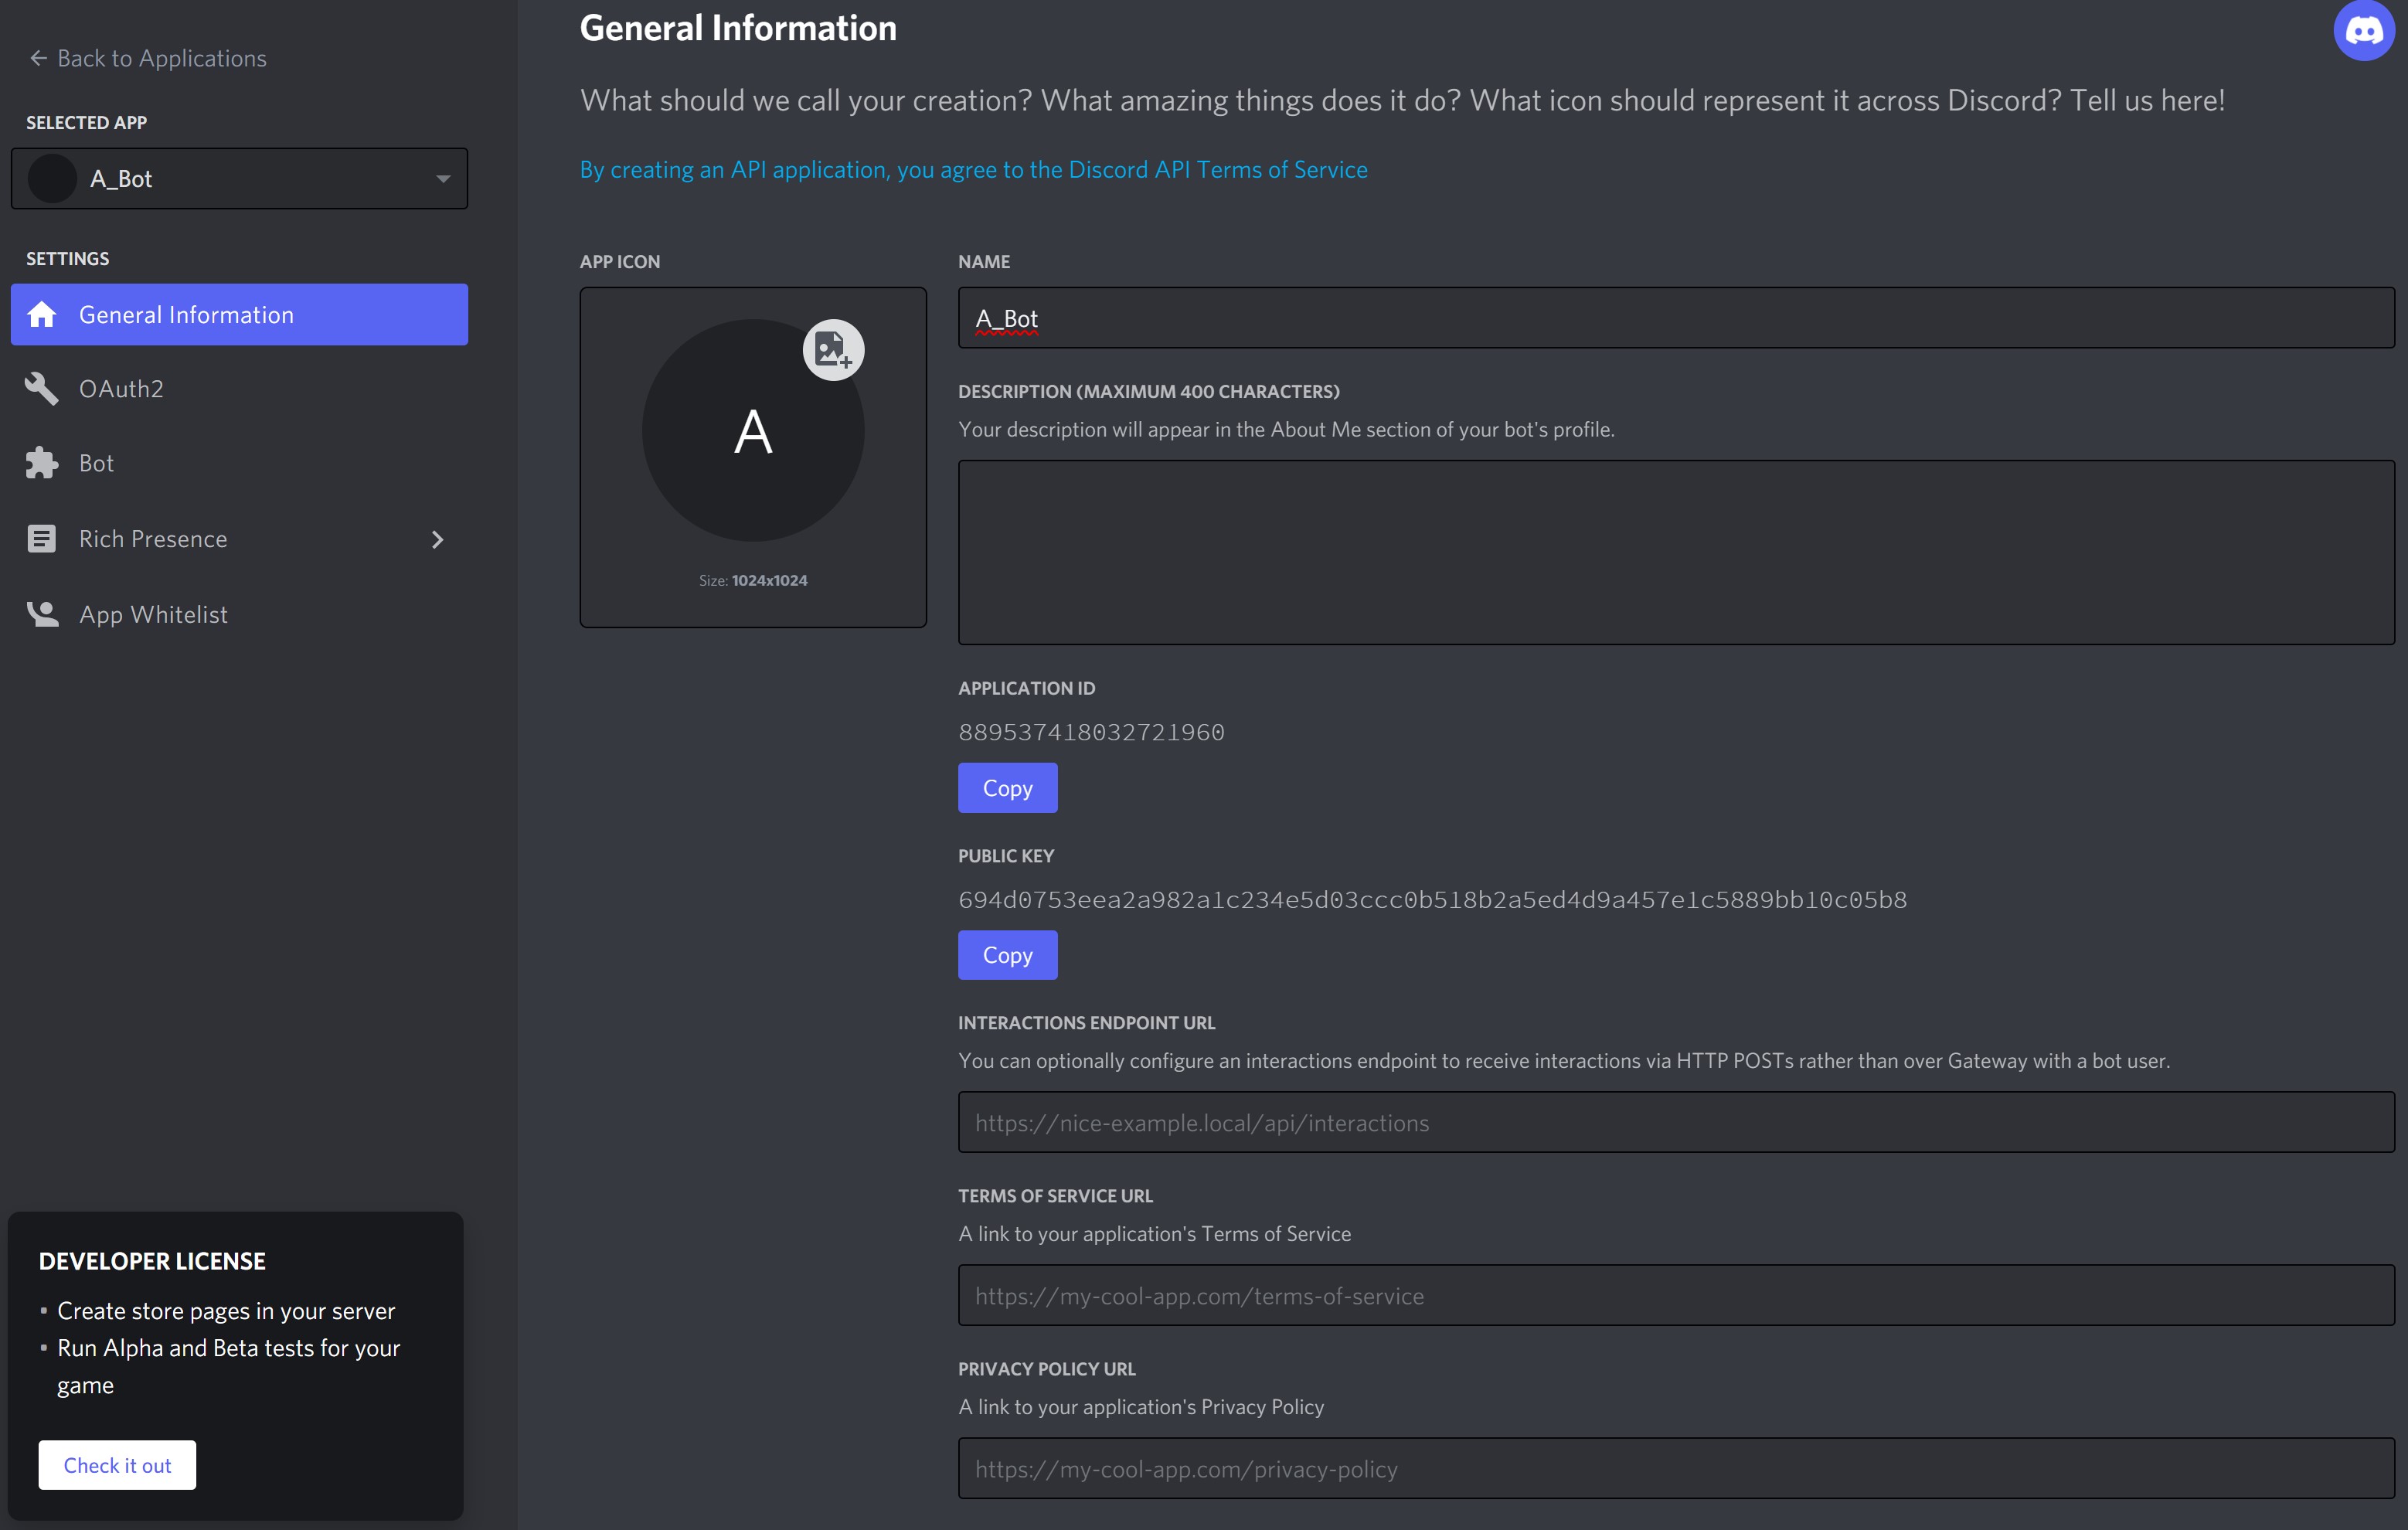 ← Back to Applications
SELECTED APP
A_Bot
SETTINGS
General Information
OAuth2
Bot
Rich Presence
App Whitelist
DEVELOPER LICENSE
▪ Create store pages in your server
▪ Run Alpha and Beta tests for your
game
Check it out
General Information
What should we call your creation? What amazing things does it do? What icon should represent it across Discord? Tell us here!
By creating an API application, you agree to the Discord API Terms of Service
APP ICON
A
Size: 1024x1024
NAME
A_Bot
DESCRIPTION (MAXIMUM 400 CHARACTERS)
Your description will appear in the About Me section of your bot's profile.
APPLICATION ID
889537418032721960
Copy
PUBLIC KEY
694d0753eea2a982a1c234e5d03ccc0b518b2a5ed4d9a457e1c5889bb10c05b8
Copy
INTERACTIONS ENDPOINT URL
You can optionally configure an interactions endpoint to receive interactions via HTTP POSTs rather than over Gateway with a bot user.
https://nice-example.local/api/interactions
TERMS OF SERVICE URL
A link to your application's Terms of Service
https://my-cool-app.com/terms-of-service
PRIVACY POLICY URL
A link to your application's Privacy Policy
https://my-cool-app.com/privacy-policy